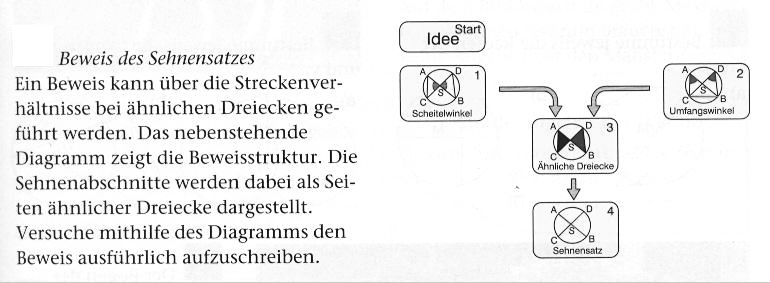 Beweis des Sehnensatzes
Ein Beweis kann über die Streckenver-
hältnisse bei ähnlichen Dreiecken ge-
führt werden. Das nebenstehende
Diagramm zeigt die Beweisstruktur. Die
Sehnenabschnitte werden dabei als Sei-
ten ähnlicher Dreiecke dargestellt.
Versuche mithilfe des Diagramms den
Beweis ausführlich aufzuschreiben.
Start
Idee
A D 1
S
C B
Scheitelwinkel
A D 2
S
C B
Umfangswinkel
A D 3
S
C B
Ähnliche Dreiecke
A D 4
S
C B
Sehnensatz